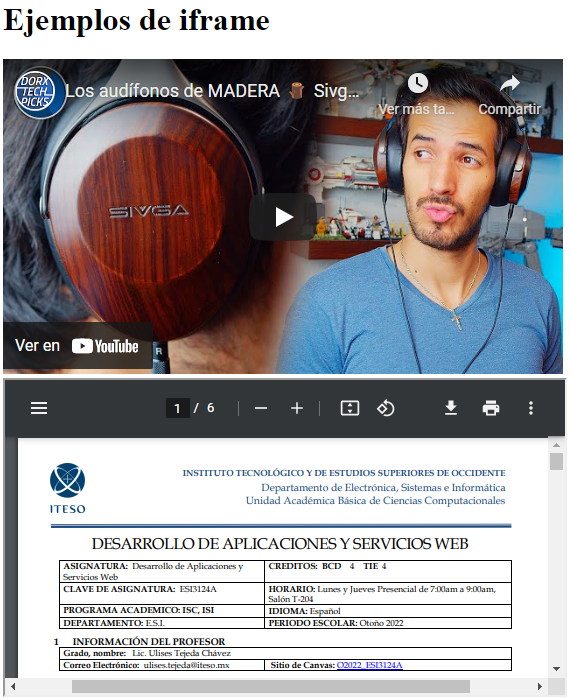 Ejemplos de iframe
DORX
TECH
PICKS
Los audífonos de MADERA 🪵 Sivg...
Ver más ta...
Compartir
SIVGA
R
Ver en YouTube
1 / 6
ITESO
INSTITUTO TECNOLÓGICO Y DE ESTUDIOS SUPERIORES DE OCCIDENTE
Departamento de Electrónica, Sistemas e Informática
Unidad Académica Básica de Ciencias Computacionales
DESARROLLO DE APLICACIONES Y SERVICIOS WEB
ASIGNATURA: Desarrollo de Aplicaciones y
Servicios Web
CREDITOS: BCD 4 TIE 4
CLAVE DE ASIGNATURA: ESI3124A
HORARIO: Lunes y Jueves Presencial de 7:00am a 9:00am,
Salón T-204
PROGRAMA ACADEMICO: ISC, ISI
IDIOMA: Español
DEPARTAMENTO: E.S.I.
PERIODO ESCOLAR: Otoño 2022
1 INFORMACIÓN DEL PROFESOR
Grado, nombre: Lic. Ulises Tejeda Chávez
Correo Electrónico: ulises.tejeda@iteso.mx
Sitio de Canvas: O2022_ESI3124A